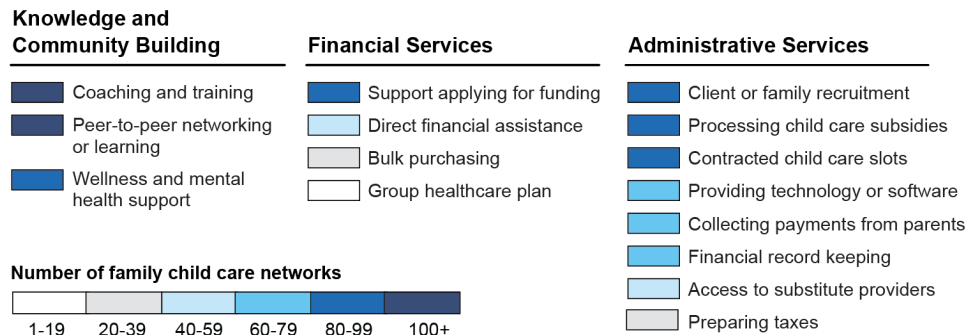 Knowledge and
Community Building
Coaching and training
Peer-to-peer networking
or learning
Wellness and mental
health support
Financial Services
Support applying for funding
Direct financial assistance
Bulk purchasing
Group healthcare plan
Administrative Services
Client or family recruitment
Processing child care subsidies
Contracted child care slots
Providing technology or software
Collecting payments from parents
Financial record keeping
Access to substitute providers
Preparing taxes
Number of family child care networks
1-19 20-39 40-59 60-79 80-99 100+